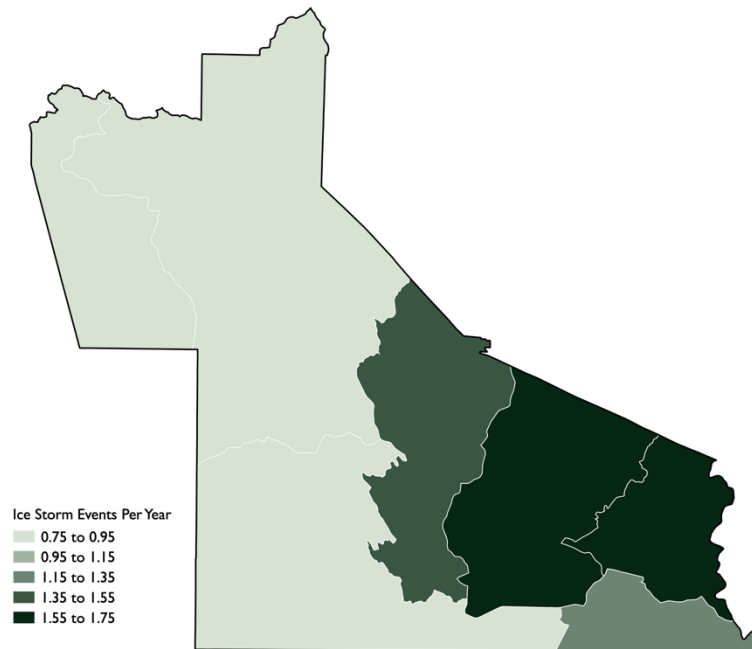 Ice Storm Events Per Year
0.75 to 0.95
0.95 to 1.15
1.15 to 1.35
1.35 to 1.55
1.55 to 1.75